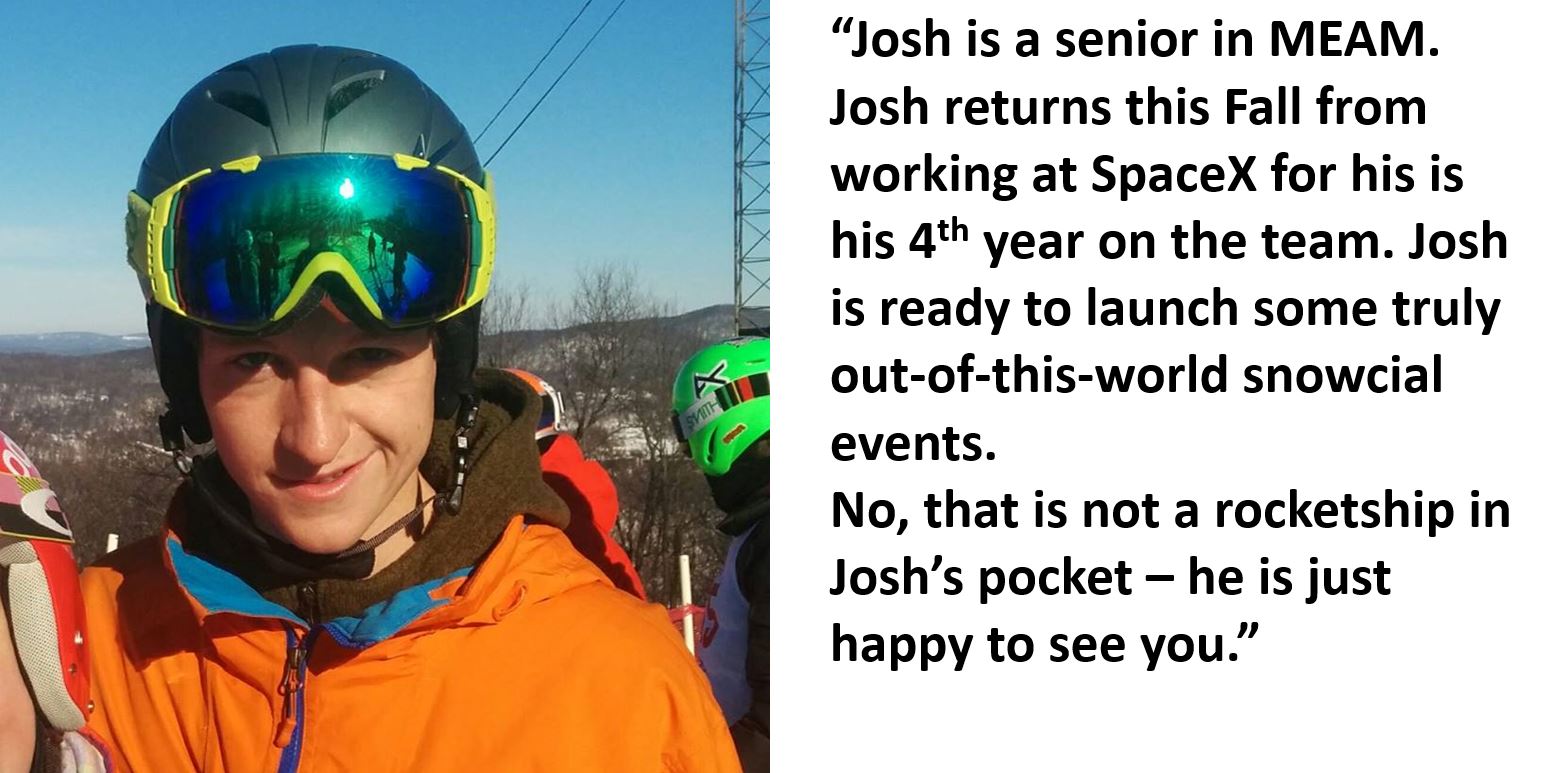 “Josh is a senior in MEAM.
Josh returns this Fall from
working at SpaceX for his is
his 4th year on the team. Josh
is ready to launch some truly
out-of-this-world snowcial
events.
No, that is not a rocketship in
Josh’s pocket – he is just
happy to see you.”
SMITH